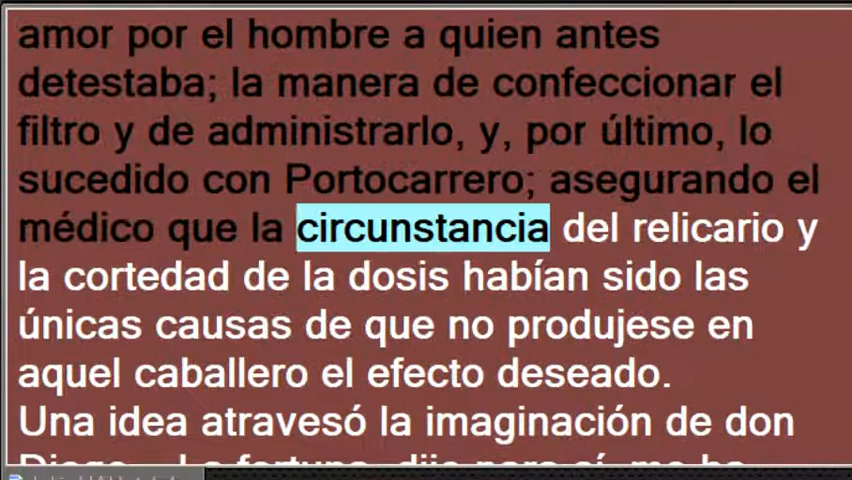 amor por el hombre a quien antes
detestaba; la manera de confeccionar el
filtro y de administrarlo, y, por último, lo
sucedido con Portocarrero; asegurando el
médico que la circunstancia del relicario y
la cortedad de la dosis habían sido las
únicas causas de que no produjese en
aquel caballero el efecto deseado.
Una idea atravesó la imaginación de don